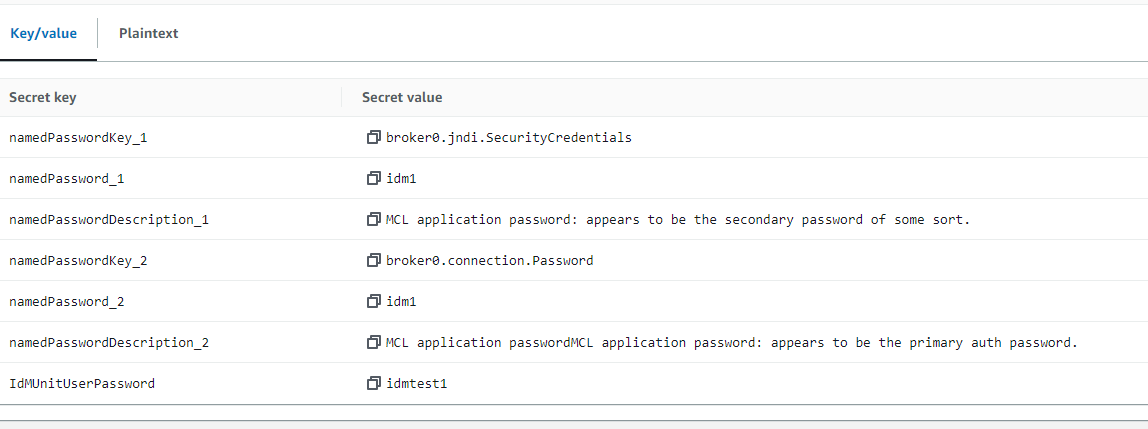 Key/value Plaintext
Secret key Secret value
namedPasswordKey_1 broker0.jndi.SecurityCredentials
namedPassword_1 idm1
namedPasswordDescription_1 MCL application password: appears to be the secondary password of some sort.
namedPasswordKey_2 broker0.connection.Password
namedPassword_2 idm1
namedPasswordDescription_2 MCL application passwordMCL application password: appears to be the primary auth password.
IdMUnitUserPassword idmtest1